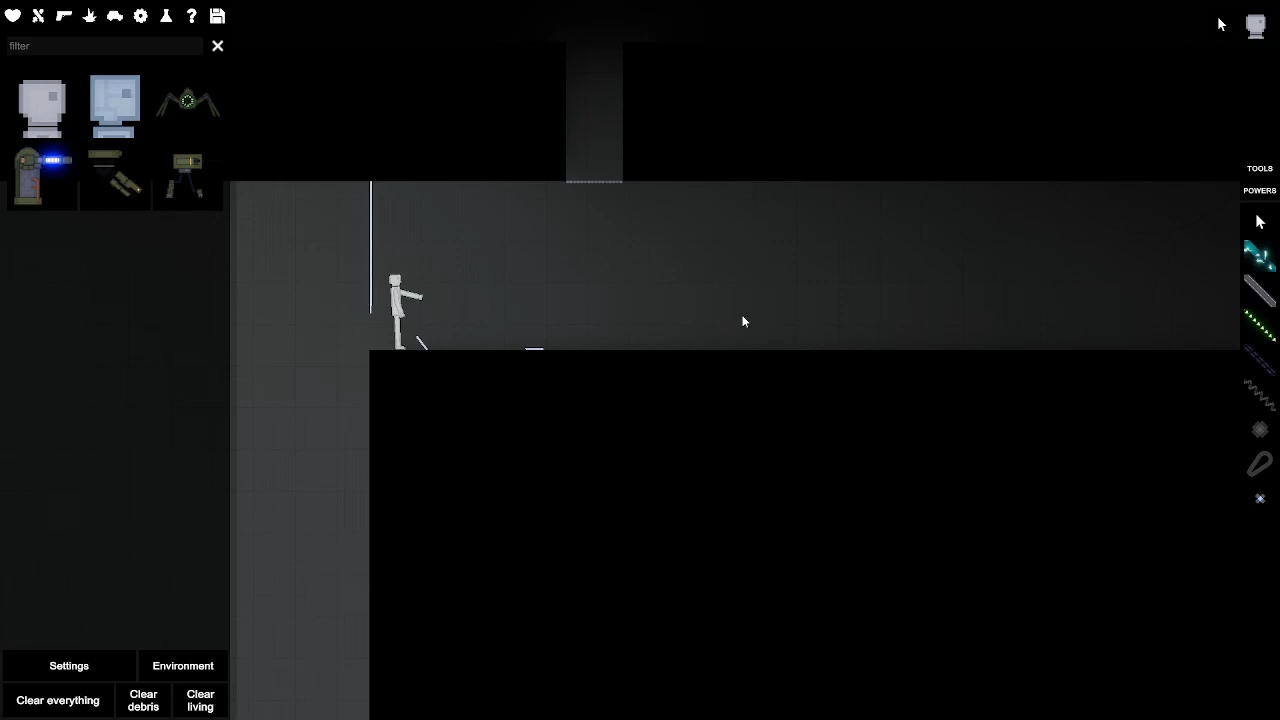 filter
TOOLS
POWERS
Settings
Environment
Clear everything
Clear debris
Clear living